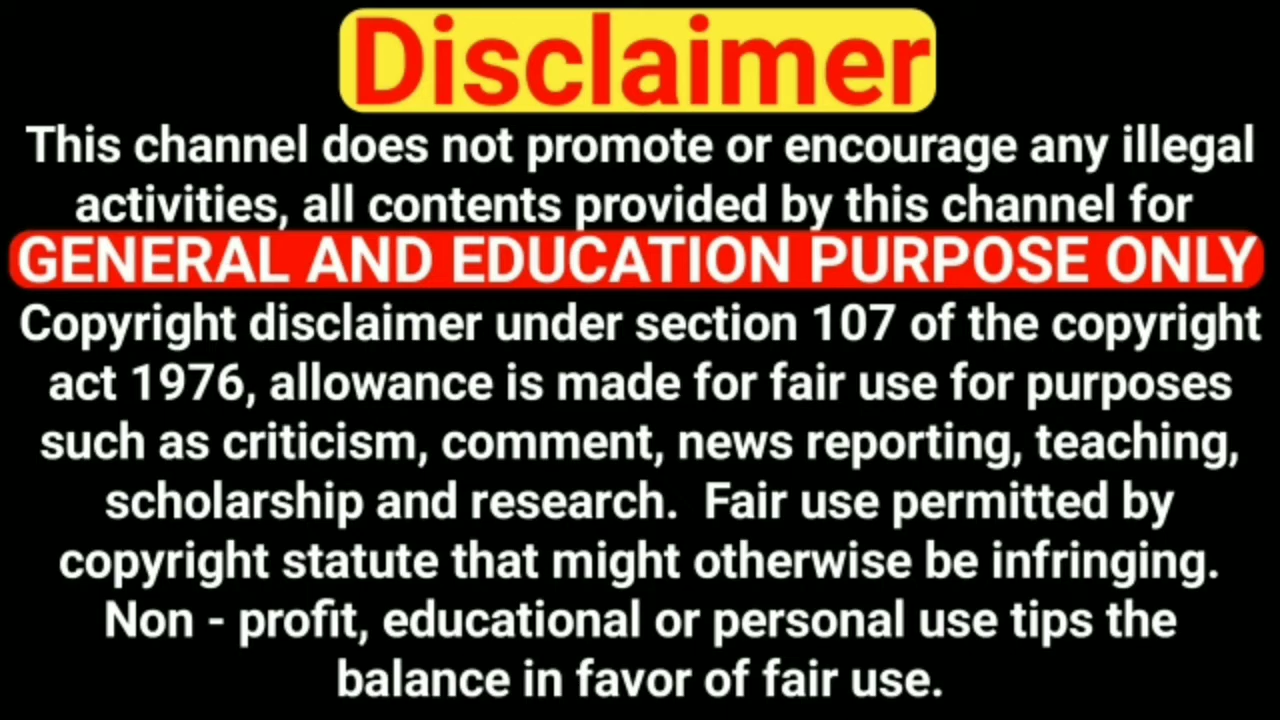 Disclaimer
This channel does not promote or encourage any illegal
activities, all contents provided by this channel for
GENERAL AND EDUCATION PURPOSE ONLY
Copyright disclaimer under section 107 of the copyright
act 1976, allowance is made for fair use for purposes
such as criticism, comment, news reporting, teaching,
scholarship and research.  Fair use permitted by
copyright statute that might otherwise be infringing.
Non - profit, educational or personal use tips the
balance in favor of fair use.